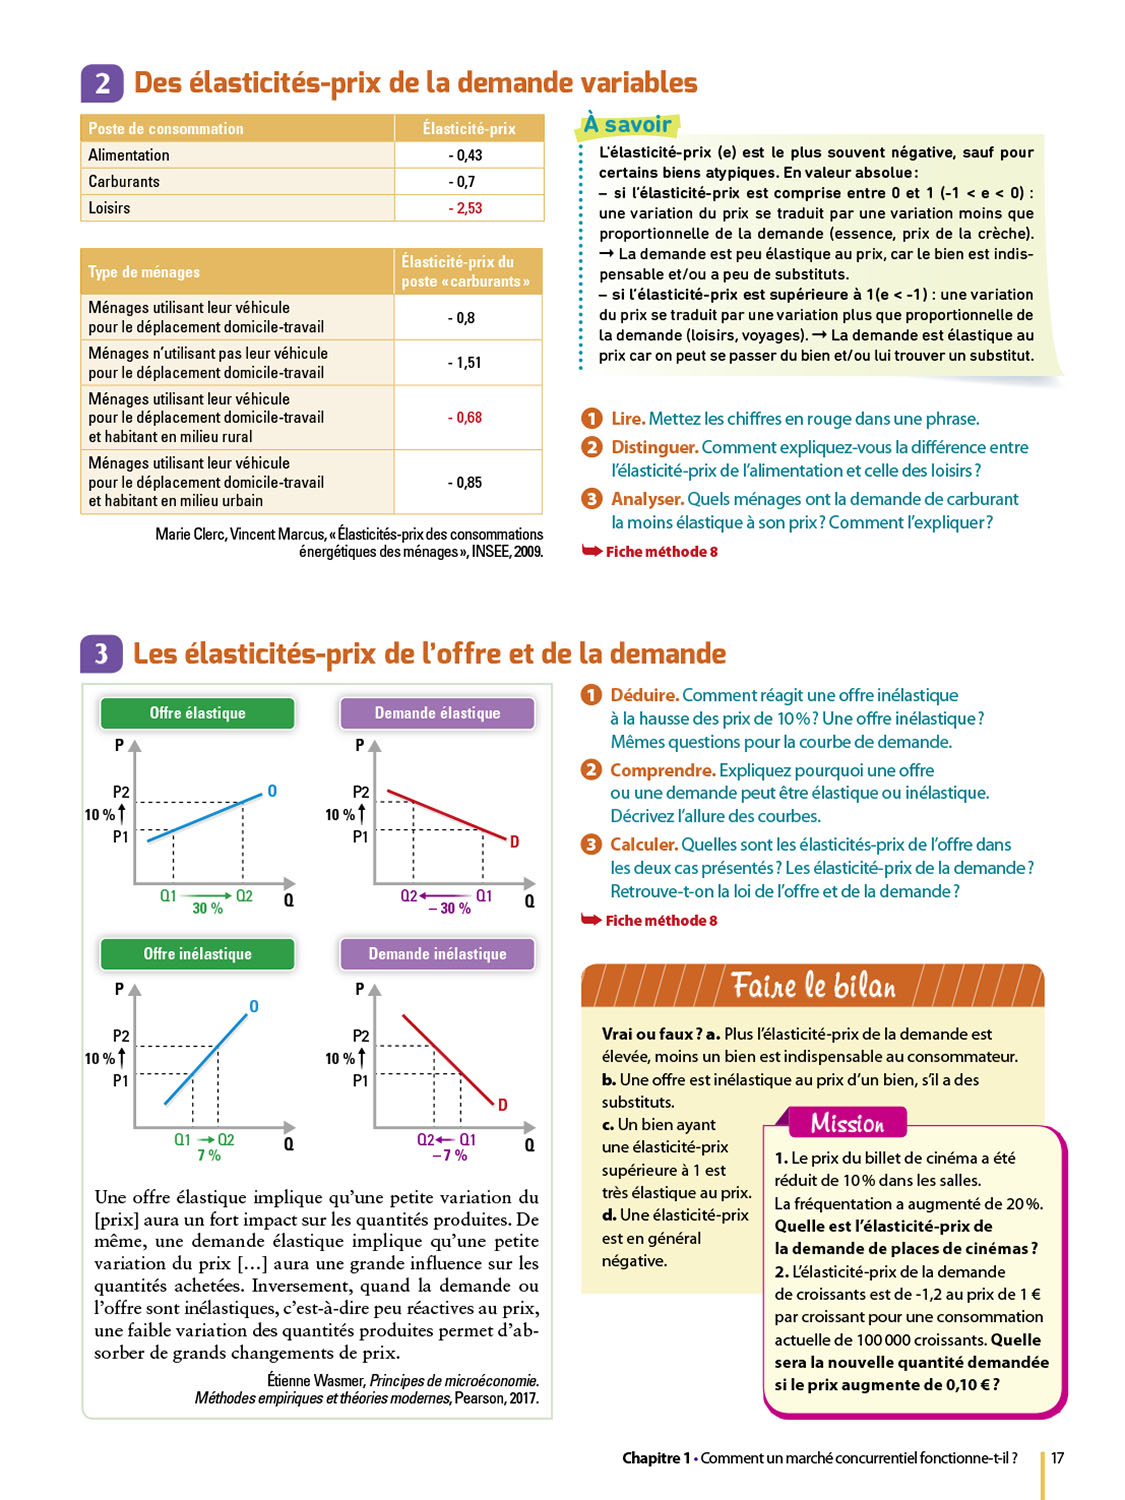 2 Des élasticités-prix de la demande variables
Poste de consommation Élasticité-prix
Alimentation - 0,43
Carburants - 0,7
Loisirs - 2,53
Type de ménages Élasticité-prix du
poste « carburants »
Ménages utilisant leur véhicule
pour le déplacement domicile-travail - 0,8
Ménages n'utilisant pas leur véhicule
pour le déplacement domicile-travail - 1,51
Ménages utilisant leur véhicule
pour le déplacement domicile-travail - 0,68
et habitant en milieu rural
Ménages utilisant leur véhicule
pour le déplacement domicile-travail - 0,85
et habitant en milieu urbain
Marie Clerc, Vincent Marcus, « Élasticités-prix des consommations
énergétiques des ménages », INSEE, 2009.
À savoir
L'élasticité-prix (e) est le plus souvent négative, sauf pour
certains biens atypiques. En valeur absolue :
– si l'élasticité-prix est comprise entre 0 et 1 (-1 < e < 0) :
une variation du prix se traduit par une variation moins que
proportionnelle de la demande (essence, prix de la crèche).
→ La demande est peu élastique au prix, car le bien est indis-
pensable et/ou a peu de substituts.
– si l'élasticité-prix est supérieure à 1(e < -1) : une variation
du prix se traduit par une variation plus que proportionnelle de
la demande (loisirs, voyages). → La demande est élastique au
prix car on peut se passer du bien et/ou lui trouver un substitut.
1 Lire. Mettez les chiffres en rouge dans une phrase.
2 Distinguer. Comment expliquez-vous la différence entre
l'élasticité-prix de l'alimentation et celle des loisirs ?
3 Analyser. Quels ménages ont la demande de carburant
la moins élastique à son prix ? Comment l'expliquer ?
Fiche méthode 8
3 Les élasticités-prix de l'offre et de la demande
Offre élastique
P
P2
10 %
P1
O
Q1 Q2 Q
30 %
Demande élastique
P
P2
10 %
P1
D
Q2 Q1 Q
– 30 %
Offre inélastique
P
O
P2
10 %
P1
Q1 Q2 Q
7 %
Demande inélastique
P
P2
10 %
P1
D
Q2 Q1 Q
– 7 %
Une offre élastique implique qu'une petite variation du
[prix] aura un fort impact sur les quantités produites. De
même, une demande élastique implique qu'une petite
variation du prix [...] aura une grande influence sur les
quantités achetées. Inversement, quand la demande ou
l'offre sont inélastiques, c'est-à-dire peu réactives au prix,
une faible variation des quantités produites permet d'ab-
sorber de grands changements de prix.
Étienne Wasmer, Principes de microéconomie.
Méthodes empiriques et théories modernes, Pearson, 2017.
1 Déduire. Comment réagit une offre inélastique
à la hausse des prix de 10 % ? Une offre inélastique ?
Mêmes questions pour la courbe de demande.
2 Comprendre. Expliquez pourquoi une offre
ou une demande peut être élastique ou inélastique.
Décrivez l'allure des courbes.
3 Calculer. Quelles sont les élasticités-prix de l'offre dans
les deux cas présentés ? Les élasticité-prix de la demande ?
Retrouve-t-on la loi de l'offre et de la demande ?
Fiche méthode 8
Faire le bilan
Vrai ou faux ? a. Plus l'élasticité-prix de la demande est
élevée, moins un bien est indispensable au consommateur.
b. Une offre est inélastique au prix d'un bien, s'il a des
substituts.
c. Un bien ayant
une élasticité-prix
supérieure à 1 est
très élastique au prix.
d. Une élasticité-prix
est en général
négative.
Mission
1. Le prix du billet de cinéma a été
réduit de 10 % dans les salles.
La fréquentation a augmenté de 20 %.
Quelle est l'élasticité-prix de
la demande de places de cinémas ?
2. L'élasticité-prix de la demande
de croissants est de -1,2 au prix de 1 €
par croissant pour une consommation
actuelle de 100 000 croissants. Quelle
sera la nouvelle quantité demandée
si le prix augmente de 0,10 € ?
Chapitre 1 • Comment un marché concurrentiel fonctionne-t-il ? 17